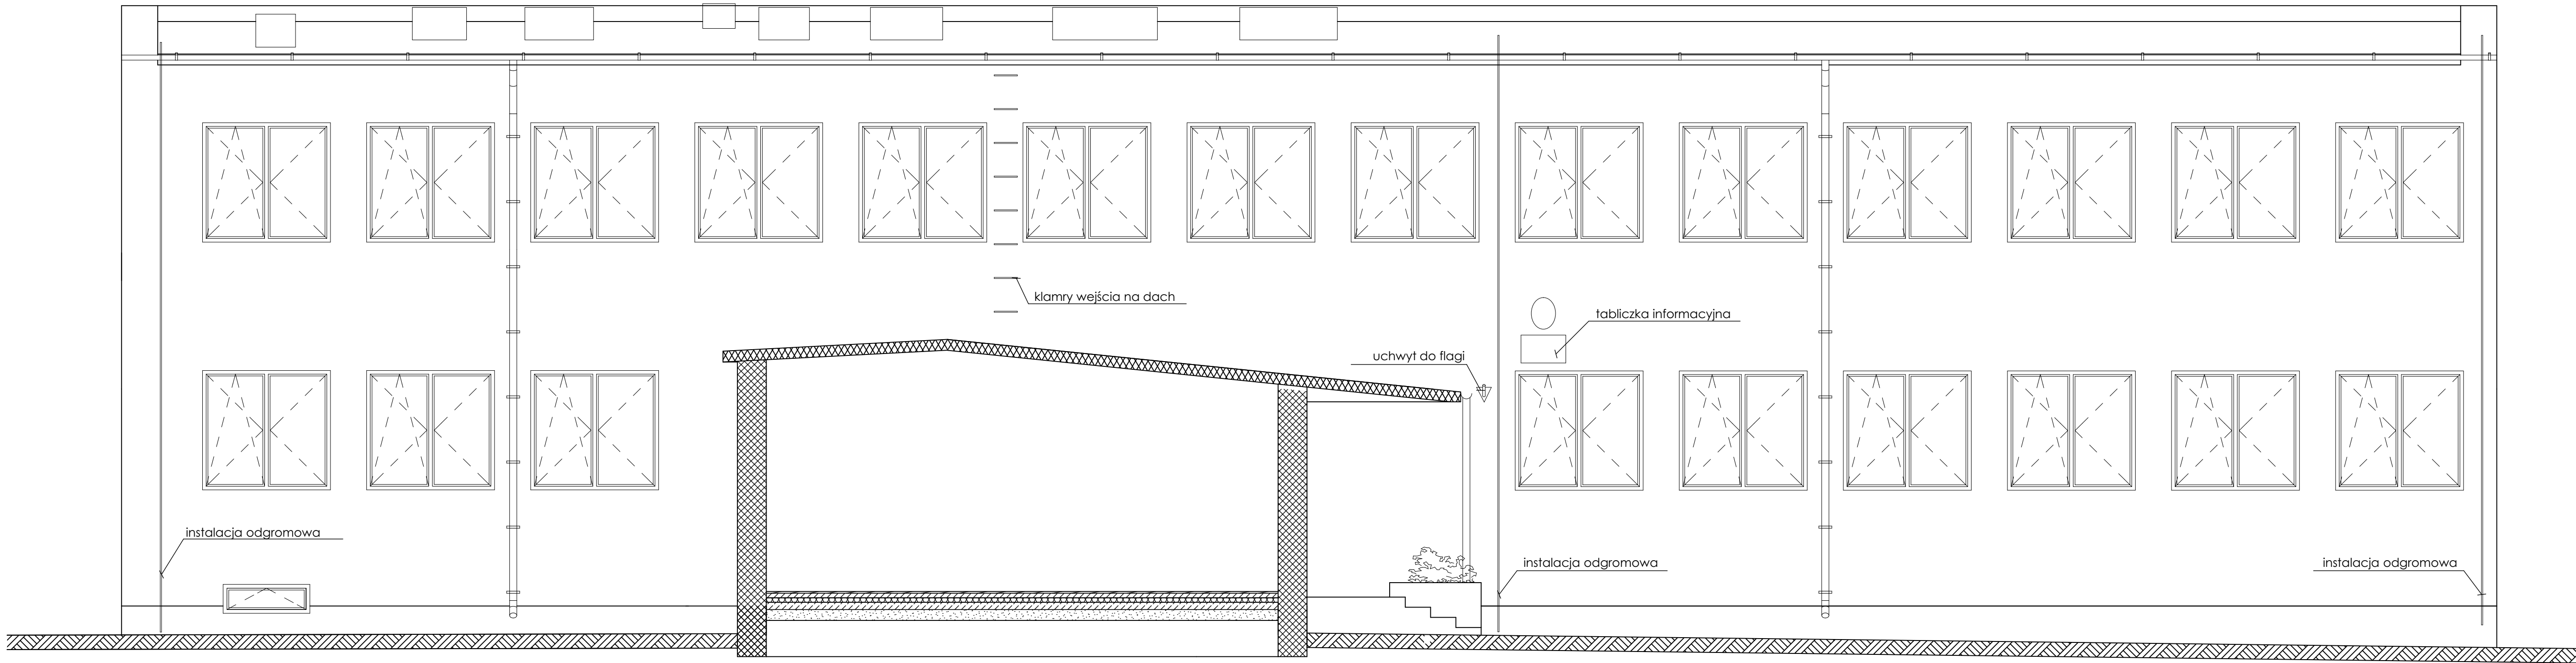 klamry wejścia na dach
tabliczka informacyjna
uchwyt do flagi
instalacja odgromowa
instalacja odgromowa
instalacja odgromowa